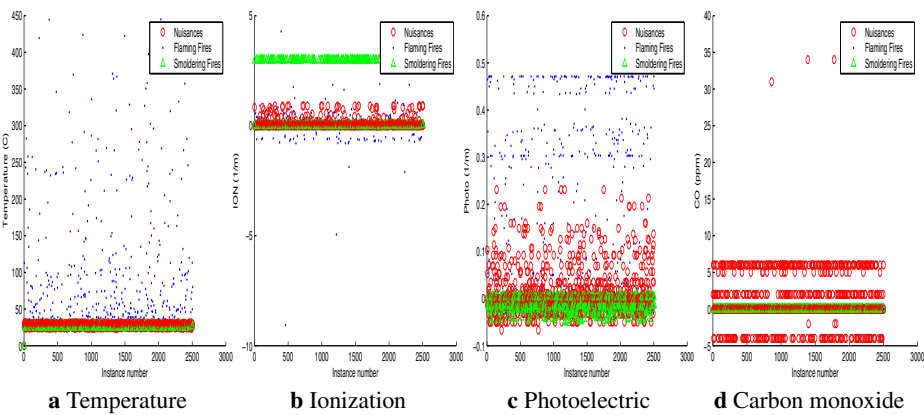 450
400
350
300
250
200
150
100
50
0
Temperature (C)
0 500 1000 1500 2000 2500 3000
Instance number
Nuisances
Flaming Fires
Smoldering Fires
a Temperature
5
0
−5
−10
ION (1/m)
0 500 1000 1500 2000 2500 3000
Instance number
Nuisances
Flaming Fires
Smoldering Fires
b Ionization
0.6
0.5
0.4
0.3
0.2
0.1
0
−0.1
Photo (1/m)
0 500 1000 1500 2000 2500 3000
Instance number
Nuisances
Flaming Fires
Smoldering Fires
c Photoelectric
40
35
30
25
20
15
10
5
0
−5
CO (ppm)
0 500 1000 1500 2000 2500 3000
Instance number
Nuisances
Flaming Fires
Smoldering Fires
d Carbon monoxide